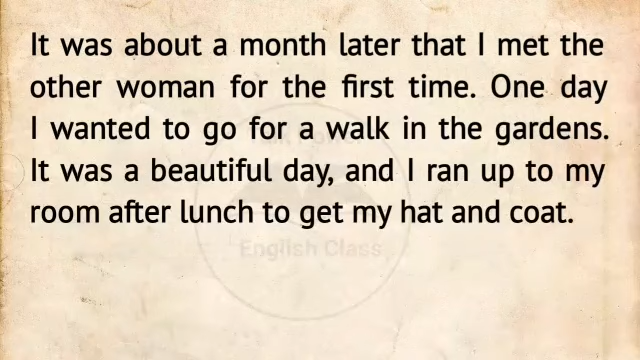 It was about a month later that I met the
other woman for the first time. One day
I wanted to go for a walk in the gardens.
It was a beautiful day, and I ran up to my
room after lunch to get my hat and coat.
English Class